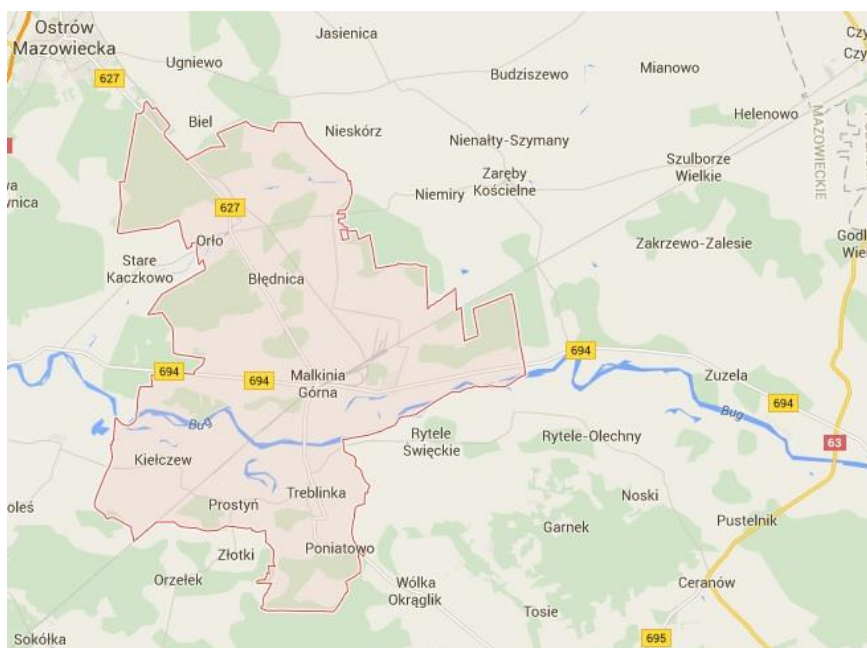 Ostrów
Mazowiecka
Jasienica
Ugniewo
627
Budziszewo
Mianowo
Biel
Nieskórz
Helenowo
MAZOWIECKIE
Nienałty-Szymany
Szulborze
Wielkie
Zaręby
Kościelne
Niemiry
627
Orło
Zakrzewo-Zalesie
Stare
Kaczkowo
Błędnica
694
694
694
Małkinia
Górna
Zuzela
694
Bug
Bug
Rytele
Święckie
Rytele-Olechny
63
Kiełczew
Treblinka
Prostyń
Noski
Garnek
Pustelnik
Złotki
Poniatowo
Orzełek
Wólka
Okrąglik
Ceranów
Tosie
Sokółka
695